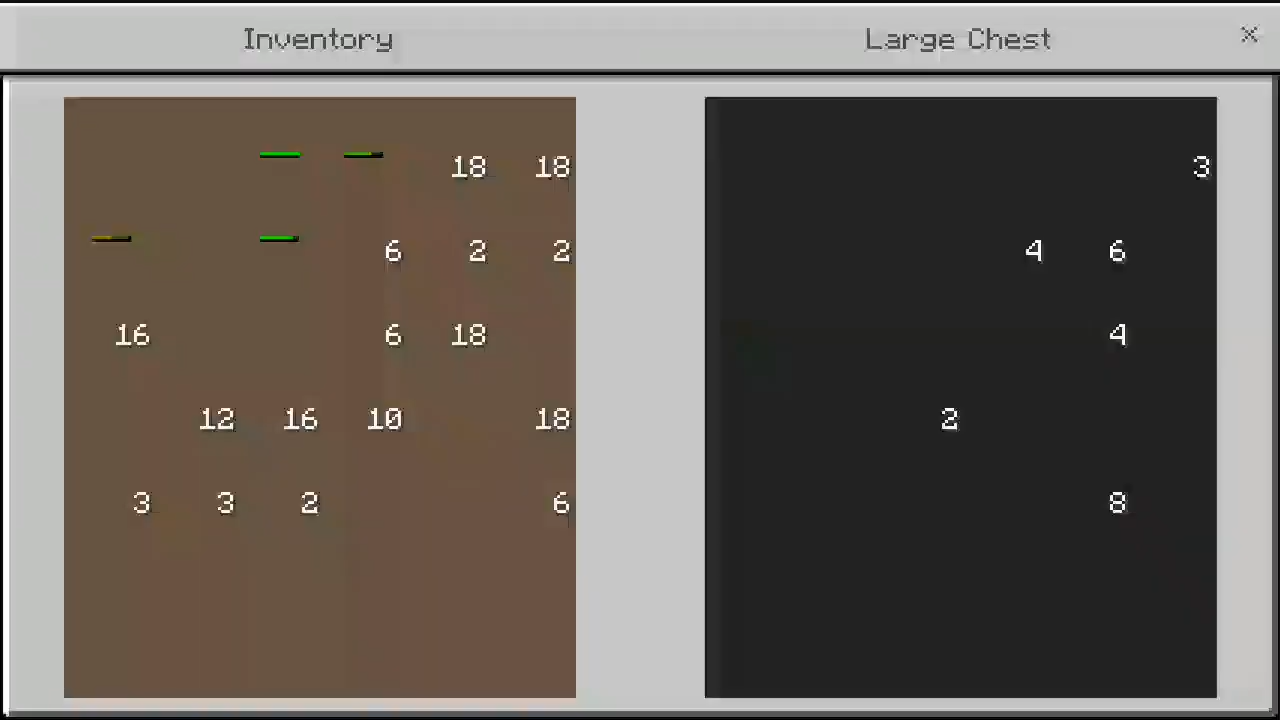 Inventory Large Chest ×
18 18 3
6 2 2 4 6
16 6 18 4
12 16 10 18 2
3 3 2 6 8